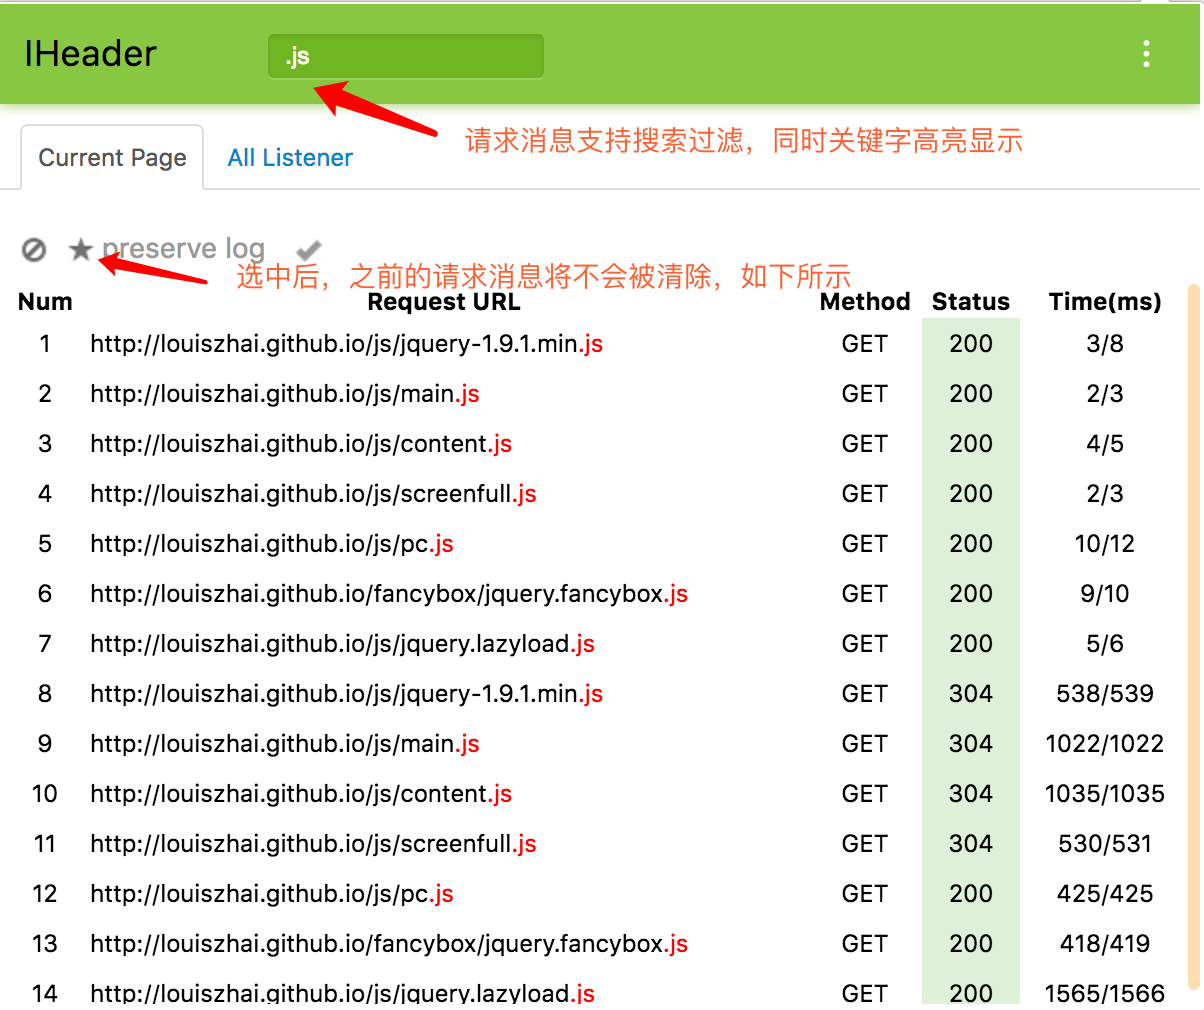 IHeader
.js
请求消息支持搜索过滤，同时关键字高亮显示
Current Page All Listener
preserve log
选中后，之前的请求消息将不会被清除，如下所示
Num Request URL Method Status Time(ms)
1 http://louiszhai.github.io/js/jquery-1.9.1.min.js GET 200 3/8
2 http://louiszhai.github.io/js/main.js GET 200 2/3
3 http://louiszhai.github.io/js/content.js GET 200 4/5
4 http://louiszhai.github.io/js/screenfull.js GET 200 2/3
5 http://louiszhai.github.io/js/pc.js GET 200 10/12
6 http://louiszhai.github.io/fancybox/jquery.fancybox.js GET 200 9/10
7 http://louiszhai.github.io/js/jquery.lazyload.js GET 200 5/6
8 http://louiszhai.github.io/js/jquery-1.9.1.min.js GET 304 538/539
9 http://louiszhai.github.io/js/main.js GET 304 1022/1022
10 http://louiszhai.github.io/js/content.js GET 304 1035/1035
11 http://louiszhai.github.io/js/screenfull.js GET 304 530/531
12 http://louiszhai.github.io/js/pc.js GET 200 425/425
13 http://louiszhai.github.io/fancybox/jquery.fancybox.js GET 200 418/419
14 http://louiszhai.github.io/js/jquery.lazyload.js GET 200 1565/1566